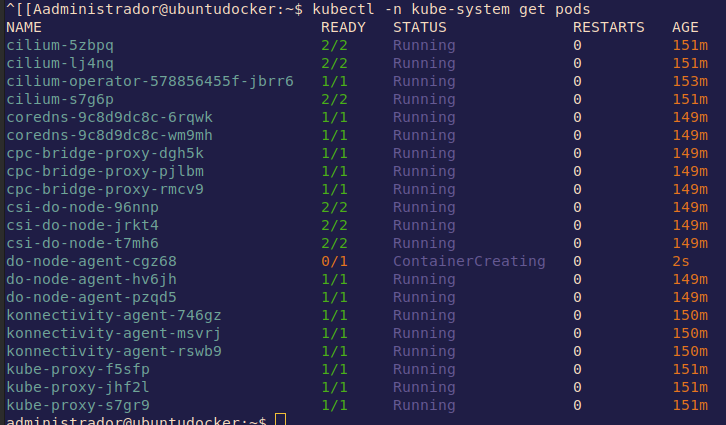 ^[[Aadministrador@ubuntudocker:~$ kubectl -n kube-system get pods
NAME READY STATUS RESTARTS AGE
cilium-5zbpq 2/2 Running 0 151m
cilium-lj4nq 2/2 Running 0 151m
cilium-operator-578856455f-jbrr6 1/1 Running 0 153m
cilium-s7g6p 2/2 Running 0 151m
coredns-9c8d9dc8c-6rqwk 1/1 Running 0 149m
coredns-9c8d9dc8c-wm9mh 1/1 Running 0 149m
cpc-bridge-proxy-dgh5k 1/1 Running 0 149m
cpc-bridge-proxy-pjlbm 1/1 Running 0 149m
cpc-bridge-proxy-rmcv9 1/1 Running 0 149m
csi-do-node-96nnp 2/2 Running 0 149m
csi-do-node-jrkt4 2/2 Running 0 149m
csi-do-node-t7mh6 2/2 Running 0 149m
do-node-agent-cgz68 0/1 ContainerCreating 0 2s
do-node-agent-hv6jh 1/1 Running 0 149m
do-node-agent-pzqd5 1/1 Running 0 149m
konnectivity-agent-746gz 1/1 Running 0 150m
konnectivity-agent-msvrj 1/1 Running 0 150m
konnectivity-agent-rswb9 1/1 Running 0 150m
kube-proxy-f5sfp 1/1 Running 0 151m
kube-proxy-jhf2l 1/1 Running 0 151m
kube-proxy-s7gr9 1/1 Running 0 151m
administrador@ubuntudocker:~$